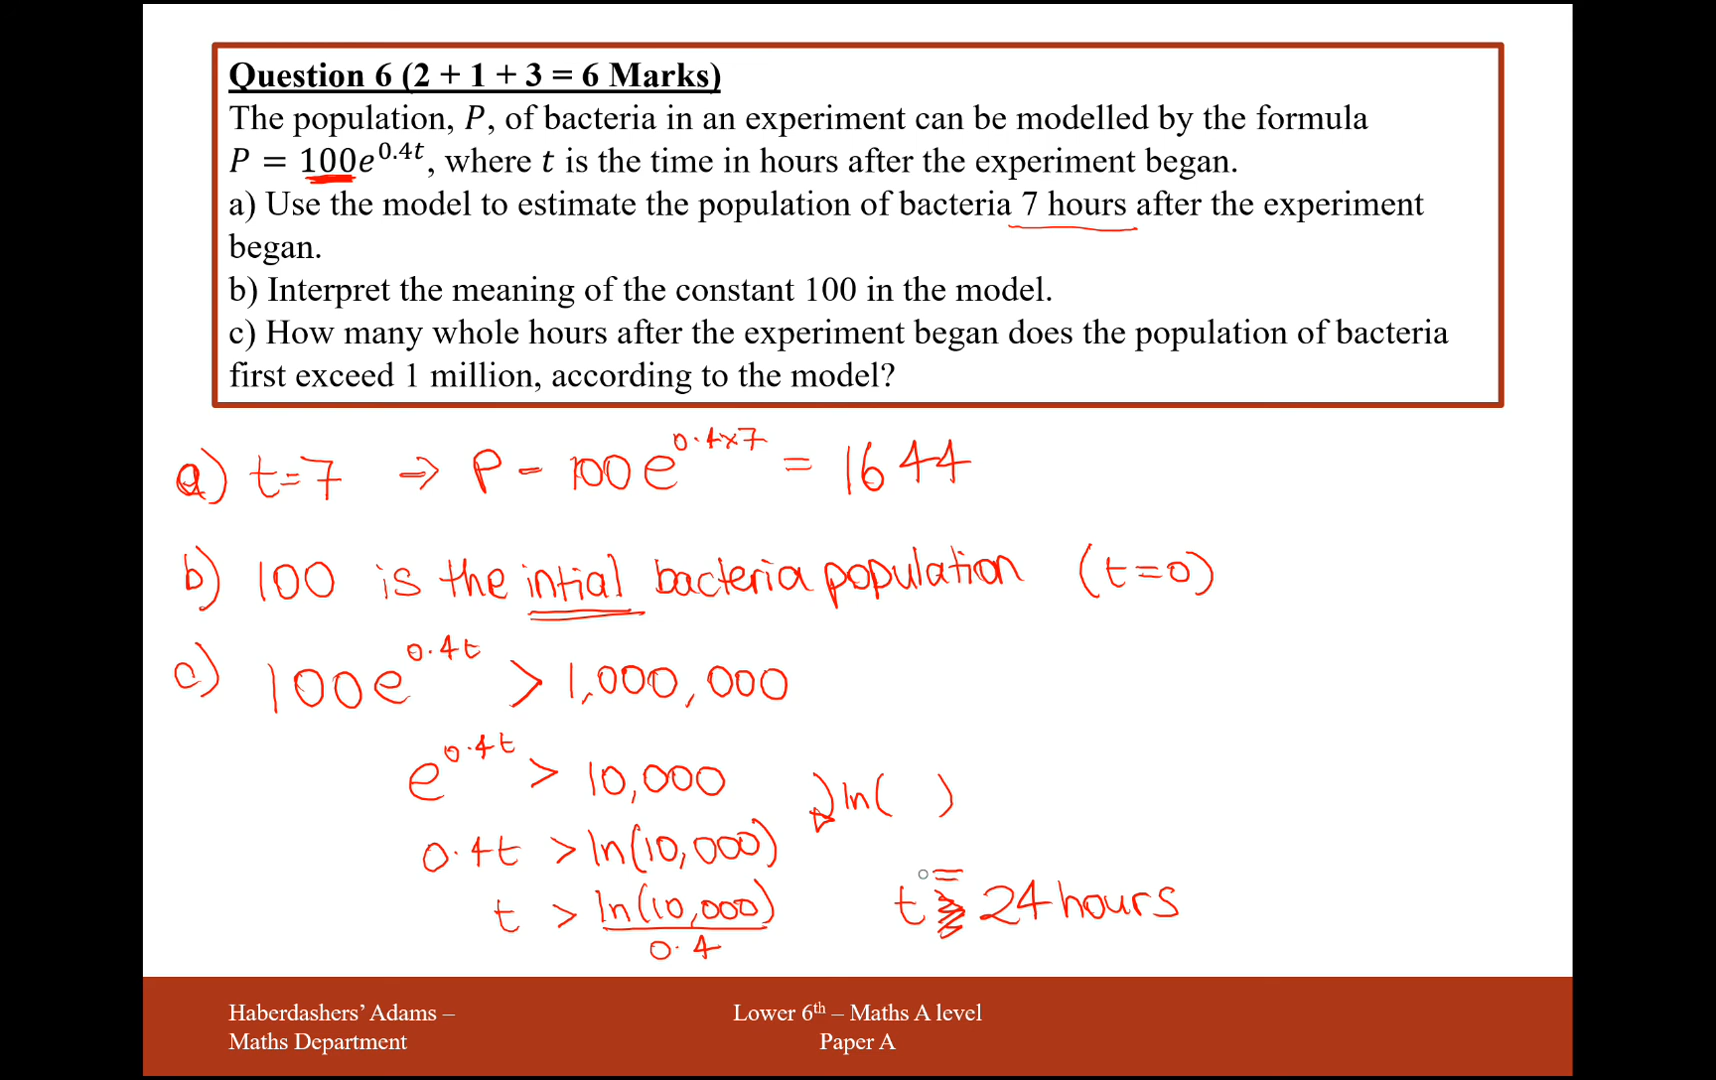 Question 6 (2 + 1 + 3 = 6 Marks)
The population, P, of bacteria in an experiment can be modelled by the formula
P = 100e^0.4t, where t is the time in hours after the experiment began.
a) Use the model to estimate the population of bacteria 7 hours after the experiment
began.
b) Interpret the meaning of the constant 100 in the model.
c) How many whole hours after the experiment began does the population of bacteria
first exceed 1 million, according to the model?
a) t=7 ⇒ P = 100e^0.4×7 = 1644
b) 100 is the intial bacteria population (t=0)
c) 100e^0.4t > 1,000,000
e^0.4t > 10,000
ln( )
0.4t > ln(10,000)
t > ln(10,000)/0.4
t = 24 hours
Haberdashers’ Adams –
Maths Department
Lower 6th – Maths A level
Paper A